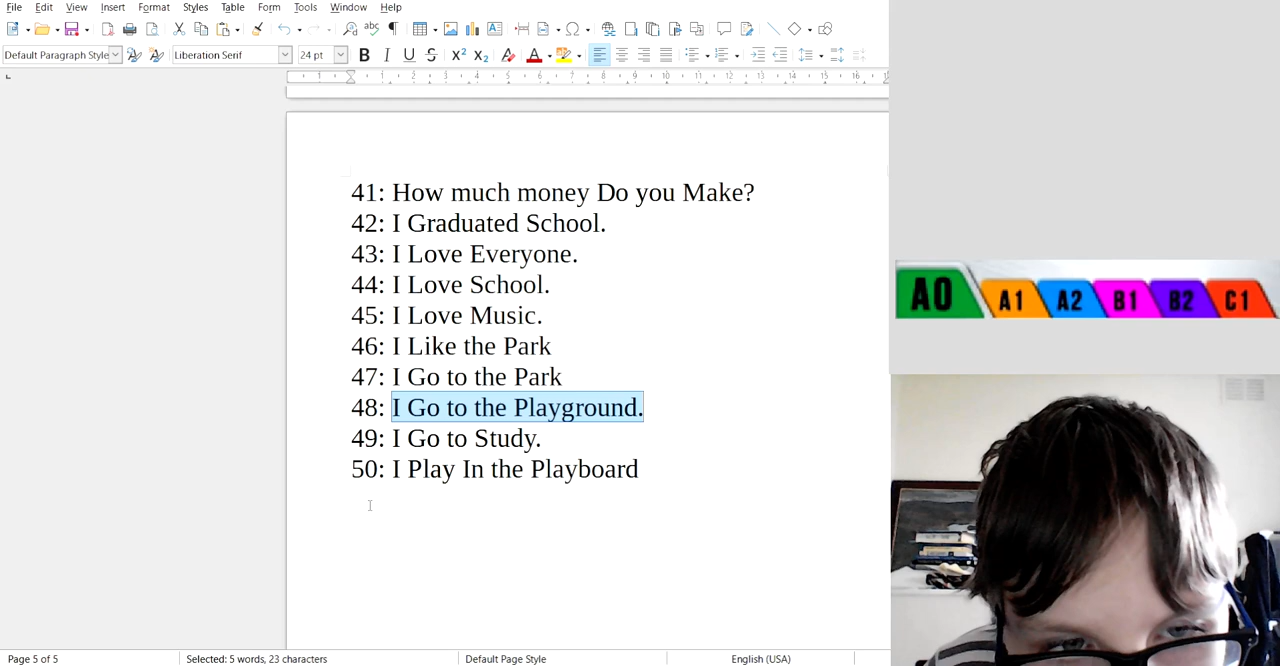 File Edit View Insert Format Styles Table Form Tools Window Help
Default Paragraph Style Liberation Serif 24 pt
41: How much money Do you Make?
42: I Graduated School.
43: I Love Everyone.
44: I Love School.
45: I Love Music.
46: I Like the Park
47: I Go to the Park
48: I Go to the Playground.
49: I Go to Study.
50: I Play In the Playboard
A0 A1 A2 B1 B2 C1
Page 5 of 5 Selected: 5 words, 23 characters Default Page Style English (USA)